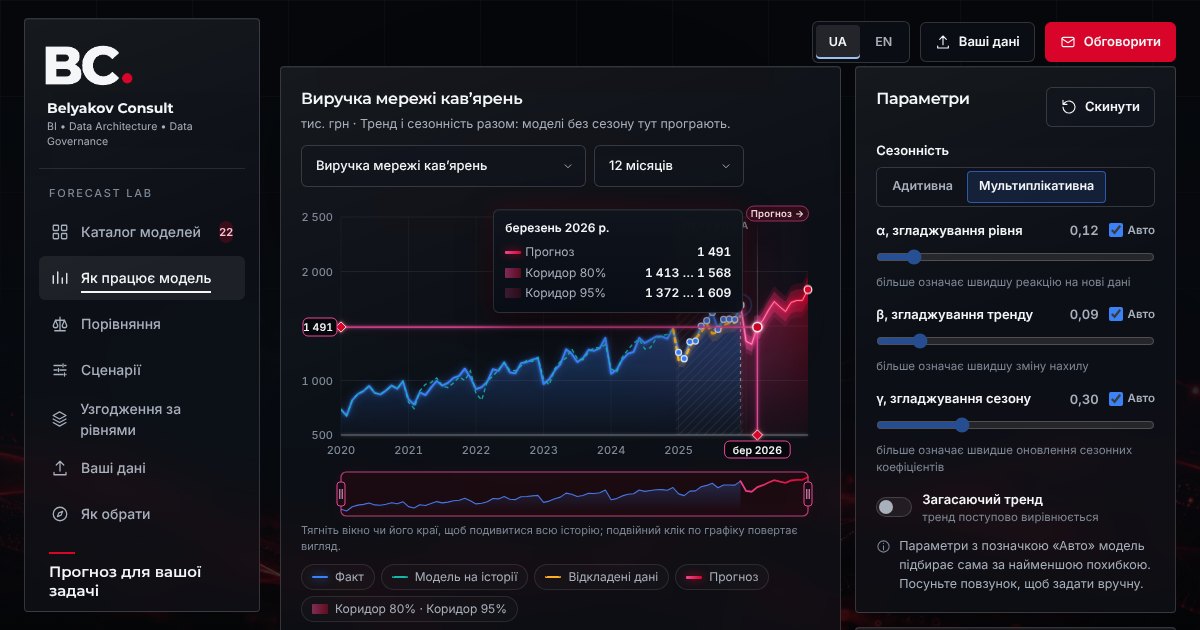 BC.
Belyakov Consult
BI • Data Architecture • Data
Governance
FORECAST LAB
Каталог моделей 22
Як працює модель
Порівняння
Сценарії
Узгодження за
рівнями
Ваші дані
Як обрати
Прогноз для вашої
задачі
UA EN Ваші дані Обговорити
Виручка мережі кав’ярень
тис. грн · Тренд і сезонність разом: моделі без сезону тут програють.
Виручка мережі кав’ярень 12 місяців
Прогноз →
2 500
2 000
1 491
1 000
500
березень 2026 р.
Прогноз 1 491
Коридор 80% 1 413 … 1 568
Коридор 95% 1 372 … 1 609
2020 2021 2022 2023 2024 2025 бер 2026
Тягніть вікно чи його краї, щоб подивитися всю історію; подвійний клік по графіку повертає
вигляд.
Факт Модель на історії Відкладені дані Прогноз
Коридор 80% · Коридор 95%
Параметри Скинути
Сезонність
Адитивна Мультиплікативна
α, згладжування рівня 0,12 Авто
більше означає швидшу реакцію на нові дані
β, згладжування тренду 0,09 Авто
більше означає швидшу зміну нахилу
γ, згладжування сезону 0,30 Авто
більше означає швидше оновлення сезонних
коефіцієнтів
Загасаючий тренд
тренд поступово вирівнюється
Параметри з позначкою «Авто» модель
підбирає сама за найменшою похибкою.
Посуньте повзунок, щоб задати вручну.